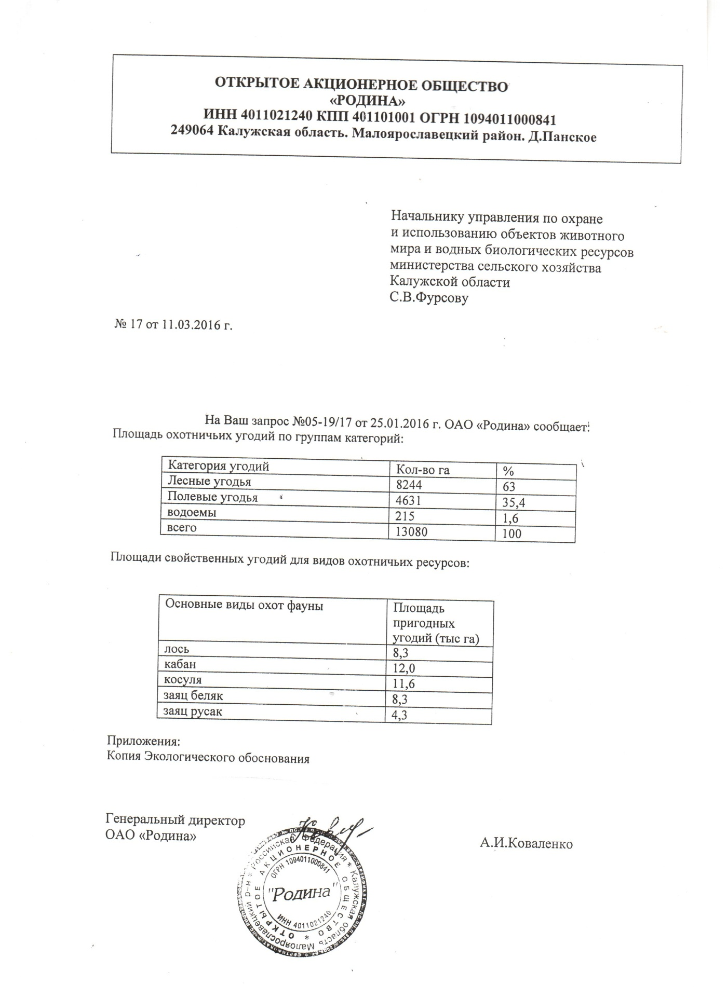 ОТКРЫТОЕ АКЦИОНЕРНОЕ ОБЩЕСТВО
«РОДИНА»
ИНН 4011021240 КПП 401101001 ОГРН 1094011000841
249064 Калужская область. Малоярославецкий район. Д.Панское
Начальнику управления по охране
и использованию объектов животного
мира и водных биологических ресурсов
министерства сельского хозяйства
Калужской области
С.В.Фурсову
№ 17 от 11.03.2016 г.
На Ваш запрос №05-19/17 от 25.01.2016 г. ОАО «Родина» сообщает:
Площадь охотничьих угодий по группам категорий:
Категория угодий Кол-во га %
Лесные угодья 8244 63
Полевые угодья 4631 35,4
водоемы 215 1,6
всего 13080 100
Площади свойственных угодий для видов охотничьих ресурсов:
Основные виды охот фауны Площадь
пригодных
угодий (тыс га)
лось 8,3
кабан 12,0
косуля 11,6
заяц беляк 8,3
заяц русак 4,3
Приложения:
Копия Экологического обоснования
Генеральный директор
ОАО «Родина»
А.И.Коваленко
Российская Федерация * Калужская область Малоярославецкий р-н *
ОТКРЫТОЕ АКЦИОНЕРНОЕ ОБЩЕСТВО *
ОГРН 1094011000841
"Родина"
ИНН 4011021240